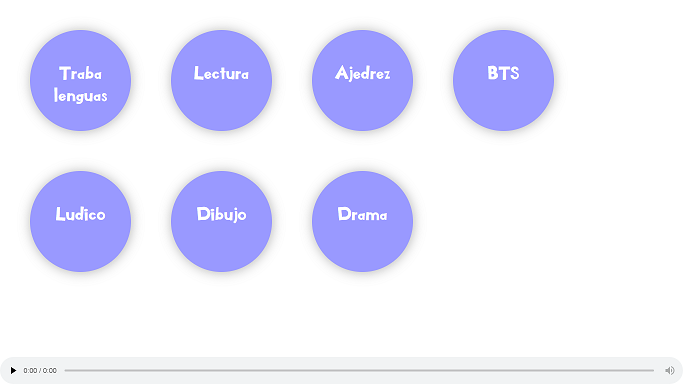 Traba
lenguas
Lectura
Ajedrez
BTS
Ludico
Dibujo
Drama
0:00 / 0:00